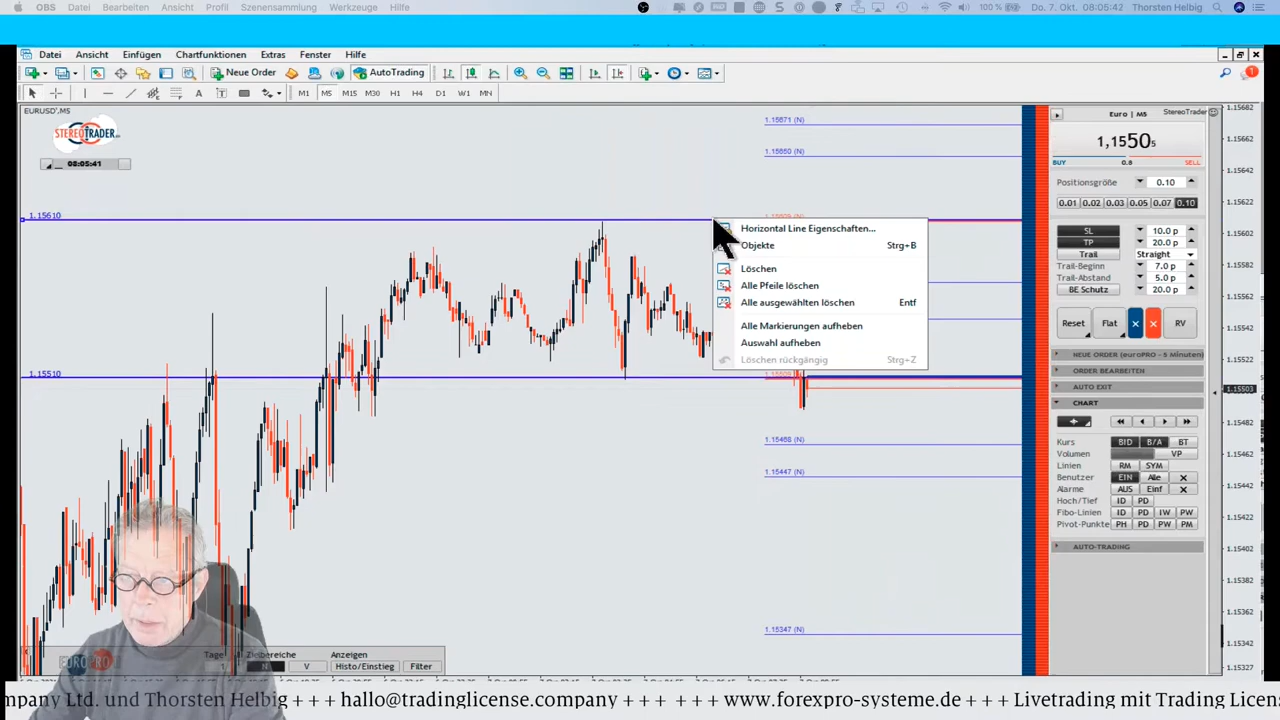 OBS Datei Bearbeiten Ansicht Profil Szenensammlung Werkzeuge Hilfe 100 % Do. 7. Okt. 08:05:42 Thorsten Helbig
Datei Ansicht Einfügen Chartfunktionen Extras Fenster Hilfe
New Order AutoTrading
M1 M5 M15 M30 H1 H4 D1 W1 MN
EURUSD',M5
STEREOTRADER
08:05:41
1.15610
1.15510
1.15671 (N)
1.15650 (N)
1.15468 (N)
1.15447 (N)
1.15347 (N)
Horizontal Line Eigenschaften...
Objekte Strg+B
Löschen
Alle Pfeile löschen
Alle ausgewählten löschen Entf
Alle Markierungen aufheben
Auswahl aufheben
Löschen rückgängig Strg+Z
Euro | M5 StereoTrader
1,15505
BUY 0.8 SELL
Positionsgröße 0.10
0.01 0.02 0.03 0.05 0.07 0.10
SL 10.0 p
TP 20.0 p
Trail Straight
Trail-Beginn 7.0 p
Trail-Abstand 5.0 p
BE Schutz 20.0 p
Reset Flat × × RV
NEUE ORDER (euroPRO - 5 Minuten)
ORDER BEARBEITEN
AUTO EXIT
CHART
Kurs BID B/A BT
Volumen VP
Linien RM SYM
Benutzer EIN Alle
Alarme AUS Einf
Hoch/Tief ID PD
Fibo-Linien ID PD IW PW
Pivot-Punkte PH PD PW PM
AUTO-TRADING
1.15682
1.15662
1.15642
1.15622
1.15602
1.15582
1.15562
1.15542
1.15522
1.15503
1.15482
1.15462
1.15442
1.15422
1.15402
1.15382
1.15362
1.15342
1.15327
Tage Zielbereiche Anzeigen
1 N V Histo/Einstieg Filter
EUROPRO
mpany Ltd. und Thorsten Helbig +++ hallo@tradinglicense.company +++ +++ www.forexpro-systeme.de +++ Livetrading mit Trading Licen